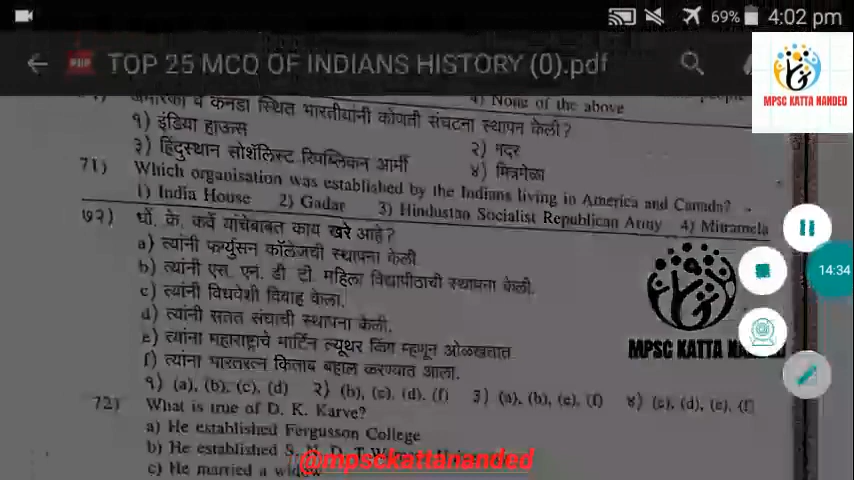 69% 4:02 pm
TOP 25 MCQ OF INDIANS HISTORY (0).pdf
MPSC KATTA NANDED
4) None of the above
अमेरिका व कॅनडा स्थित भारतीयांनी कोणती संघटना स्थापन केली?
१) इंडिया हाऊस २) गदर
३) हिंदुस्थान सोशॅलिस्ट रिपब्लिकन आर्मी ४) मित्रमेळा
71) Which organisation was established by the Indians living in America and Canada?
1) India House 2) Gadar 3) Hindustan Socialist Republican Army 4) Mitramela
७२) धों. के. कर्वे यांचेबाबत काय खरे आहे?
a) त्यांनी फर्ग्युसन कॉलेजची स्थापना केली
b) त्यांनी एस. एन. डी टी. महिला विद्यापीठाची स्थापना केली.
c) त्यांनी विधवेशी विवाह केला.
d) त्यांनी सतत संघाची स्थापना केली.
e) त्यांना महाराष्ट्राचे मार्टिन ल्यूथर किंग म्हणून ओळखतात
f) त्यांना भारतरत्न किताब बहाल करण्यात आला.
१) (a), (b), (c), (d) २) (b), (c), (d), (f) ३) (a), (b), (e), (f) ४) (c), (d), (e), (f)
72) What is true of D. K. Karve?
a) He established Fergusson College
b) He established S. N. D. T.
c) He married a widow
14:34
MPSC KATTA
@mpsckattananded